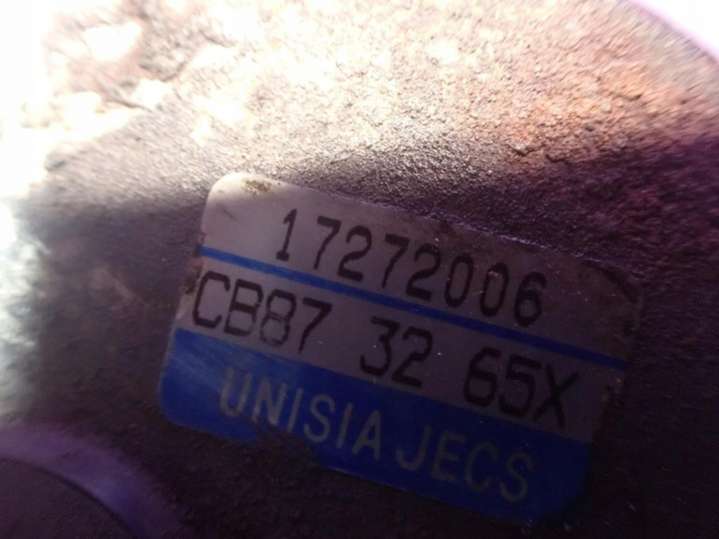 17272006
CB87 32 65X
UNISIA JECS